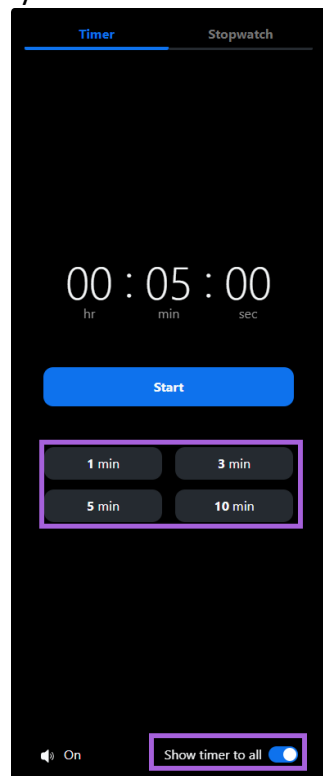 Timer Stopwatch
00 : 05 : 00
hr min sec
Start
1 min 3 min
5 min 10 min
On Show timer to all